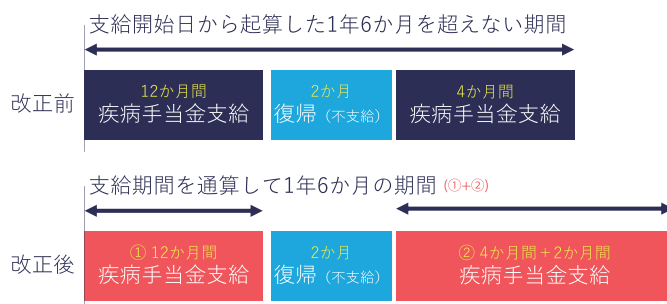 支給開始日から起算した1年6か月を超えない期間
改正前
12か月間
疾病手当金支給
2か月
復帰（不支給）
4か月間
疾病手当金支給
支給期間を通算して1年6か月の期間 (①+②)
改正後
① 12か月間
疾病手当金支給
2か月
復帰（不支給）
② 4か月間＋2か月間
疾病手当金支給